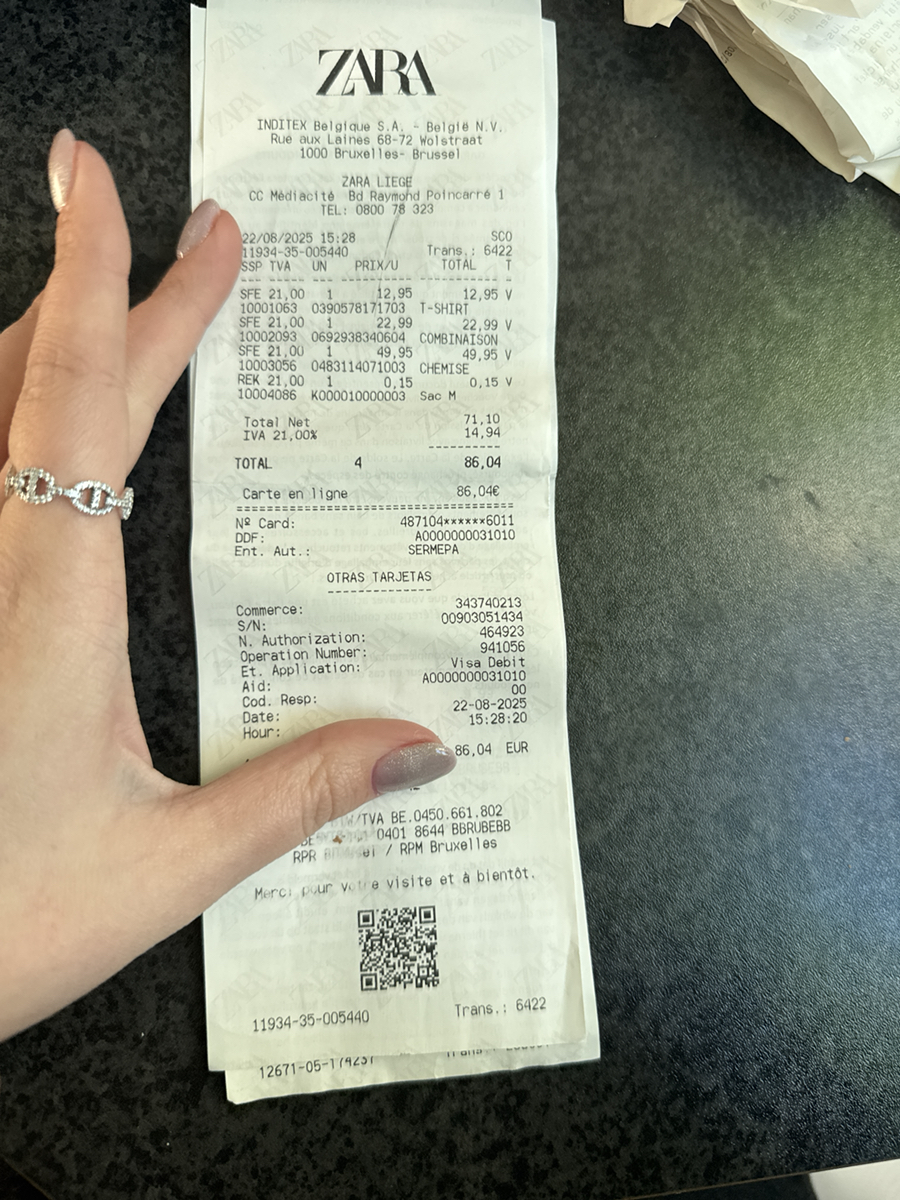 ZARA
INDITEX Belgique S.A. - België N.V.
Rue aux Laines 68-72 Wolstraat
1000 Bruxelles- Brussel
ZARA LIEGE
CC Médiacité Bd Raymond Poincarré 1
TEL: 0800 78 323
22/08/2025 15:28 SCO
11934-35-005440 Trans.: 6422
SSP TVA UN PRIX/U TOTAL T
SFE 21,00 1 12,95 12,95 V
10001063 0390578171703 T-SHIRT
SFE 21,00 1 22,99 22,99 V
10002093 0692938340604 COMBINAISON
SFE 21,00 1 49,95 49,95 V
10003056 0483114071003 CHEMISE
REK 21,00 1 0,15 0,15 V
10004086 K000010000003 Sac M
Total Net 71,10
IVA 21,00% 14,94
TOTAL 4 86,04
Carte en ligne 86,04€
Nº Card: 487104******6011
DDF: A0000000031010
Ent. Aut.: SERMEPA
OTRAS TARJETAS
Commerce: 343740213
S/N: 00903051434
N. Authorization: 464923
Operation Number: 941056
Et. Application: Visa Debit
Aid: A0000000031010
Cod. Resp: 00
Date: 22-08-2025
Hour: 15:28:20
86,04 EUR
/TVA BE.0450.661.802
0401 8644 BBRUBEBB
RPR / RPM Bruxelles
Merci pour votre visite et à bientôt.
11934-35-005440 Trans.: 6422
12671-05-174237